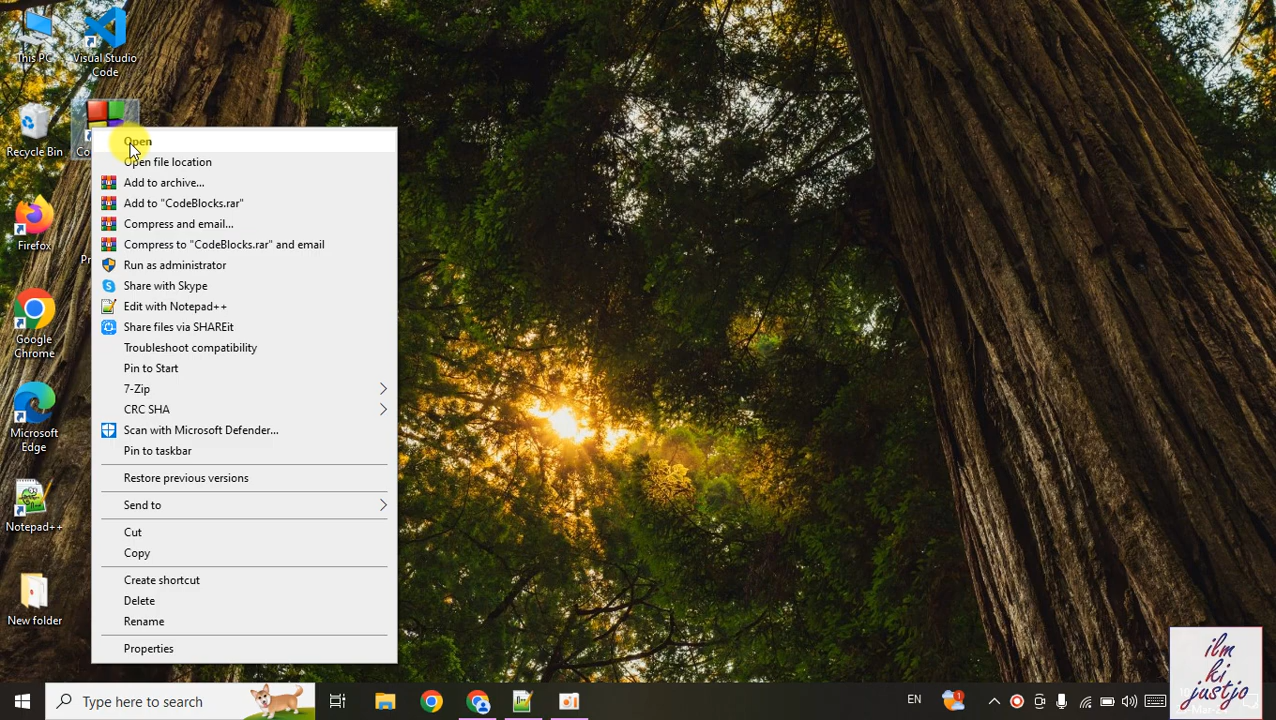 This PC
Visual Studio
Code
Recycle Bin
Open
Open file location
Add to archive...
Add to "CodeBlocks.rar"
Compress and email...
Compress to "CodeBlocks.rar" and email
Run as administrator
Share with Skype
Edit with Notepad++
Share files via SHAREit
Troubleshoot compatibility
Pin to Start
7-Zip
CRC SHA
Scan with Microsoft Defender...
Pin to taskbar
Restore previous versions
Send to
Cut
Copy
Create shortcut
Delete
Rename
Properties
Firefox
Google
Chrome
Microsoft
Edge
Notepad++
New folder
Type here to search
EN
1
ilm
ki
justjo